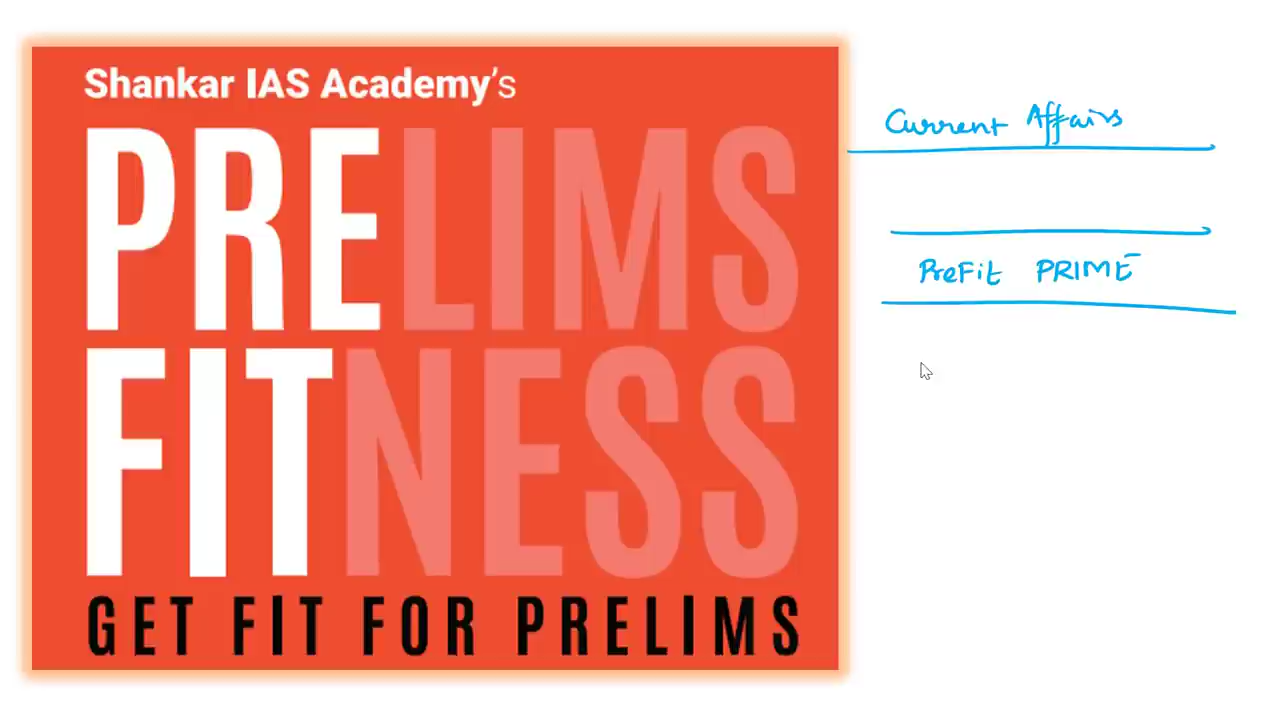 Shankar IAS Academy's
PRELIMS
FITNESS
GET FIT FOR PRELIMS
Current Affairs
PreFit PRIME